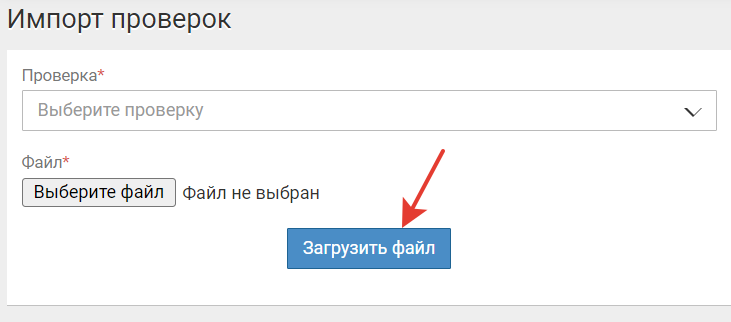 Импорт проверок
Проверка*
Выберите проверку
Файл*
Выберите файл Файл не выбран
Загрузить файл